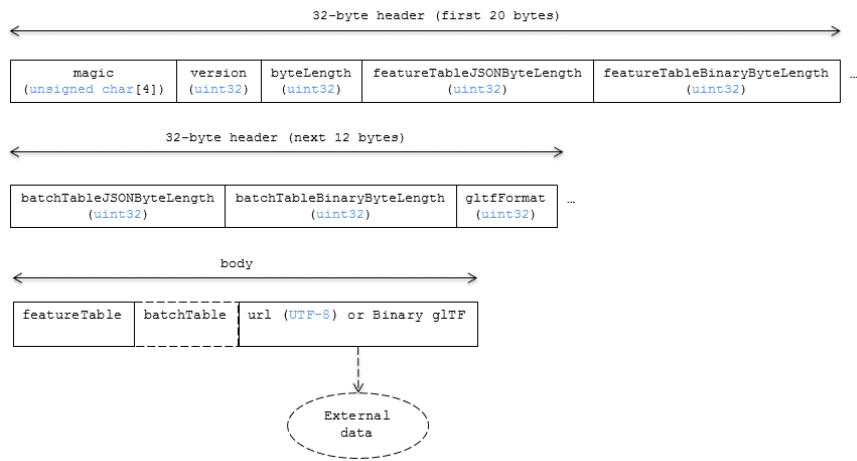 32-byte header (first 20 bytes)
magic version byteLength featureTableJSONByteLength featureTableBinaryByteLength ...
(unsigned char[4]) (uint32) (uint32) (uint32) (uint32)
32-byte header (next 12 bytes)
batchTableJSONByteLength batchTableBinaryByteLength gltfFormat ...
(uint32) (uint32) (uint32)
body
featureTable batchTable url (UTF-8) or Binary glTF
External
data